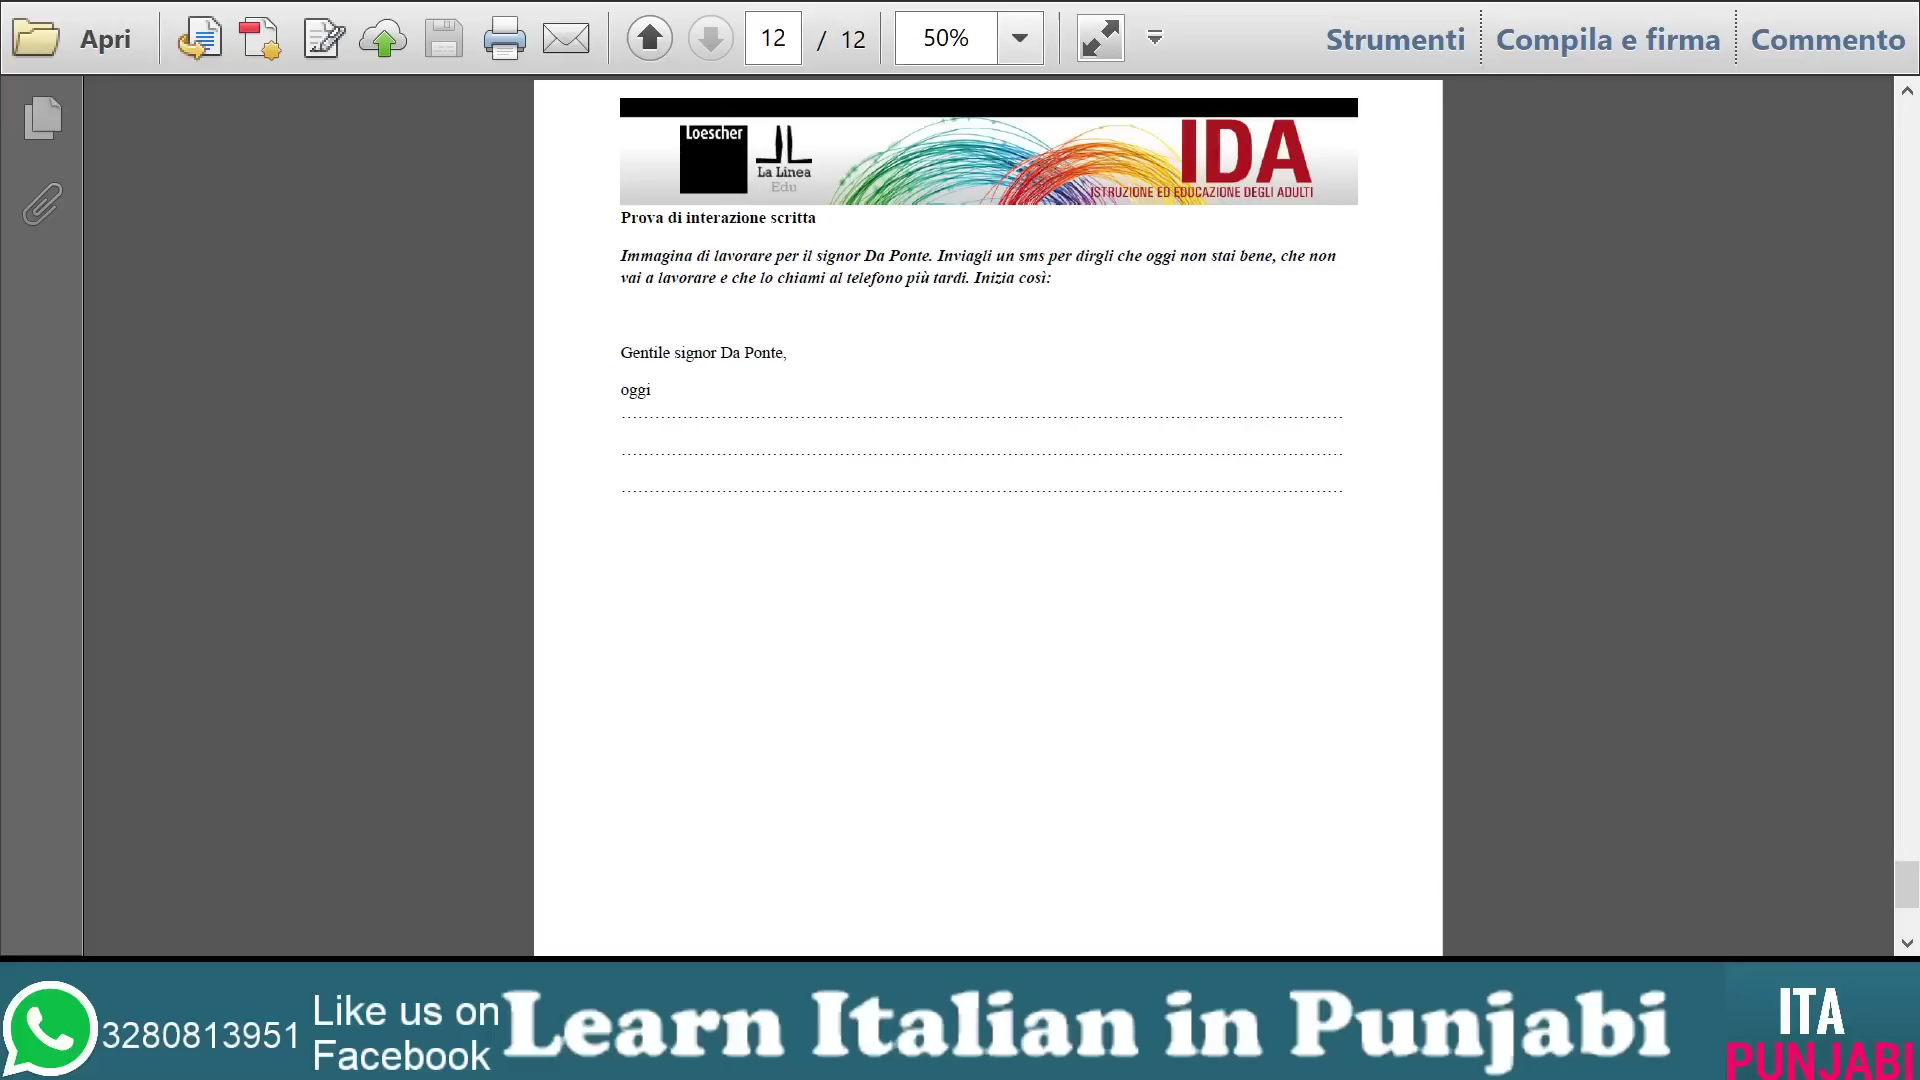 Apri
12 / 12
50%
Strumenti
Compila e firma
Commento
Loescher
La Linea
Edu
IDA
ISTRUZIONE ED EDUCAZIONE DEGLI ADULTI
Prova di interazione scritta
Immagina di lavorare per il signor Da Ponte. Inviagli un sms per dirgli che oggi non stai bene, che non
vai a lavorare e che lo chiami al telefono più tardi. Inizia così:
Gentile signor Da Ponte,
oggi
3280813951
Like us on
Facebook
Learn Italian in Punjabi
ITA
PUNJABI